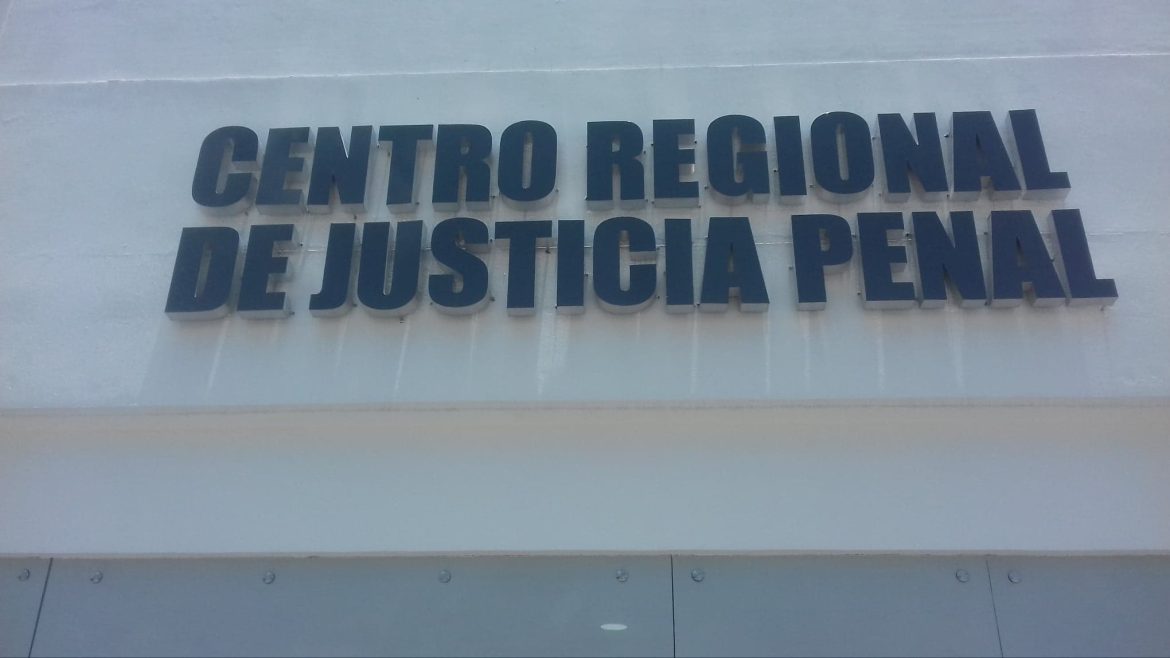 CENTRO REGIONAL
DE JUSTICIA PENAL